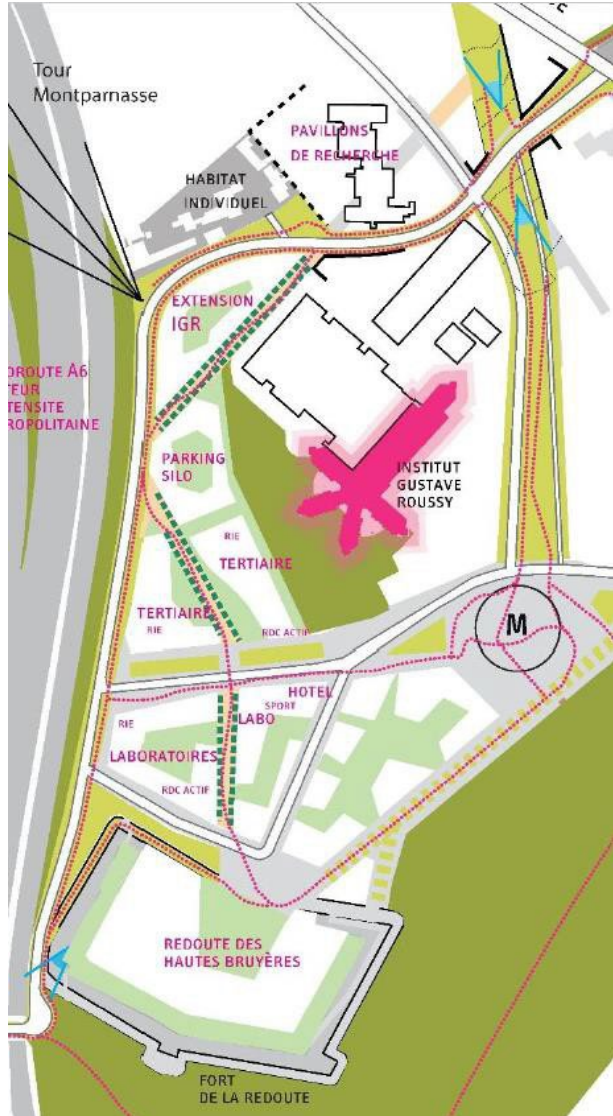 Tour
Montparnasse
PAVILLONS
DE RECHERCHE
HABITAT
INDIVIDUEL
EXTENSION
IGR
OROUTE A6
TEUR
TENSITE
ROPOLITAINE
PARKING
SILO
INSTITUT
GUSTAVE
ROUSSY
RIE
TERTIAIRE
TERTIAIRE
RIE
RDC ACTIF
M
HOTEL
SPORT
LABO
RIE
LABORATOIRES
RDC ACTIF
REDOUTE DES
HAUTES BRUYÈRES
FORT
DE LA REDOUTE